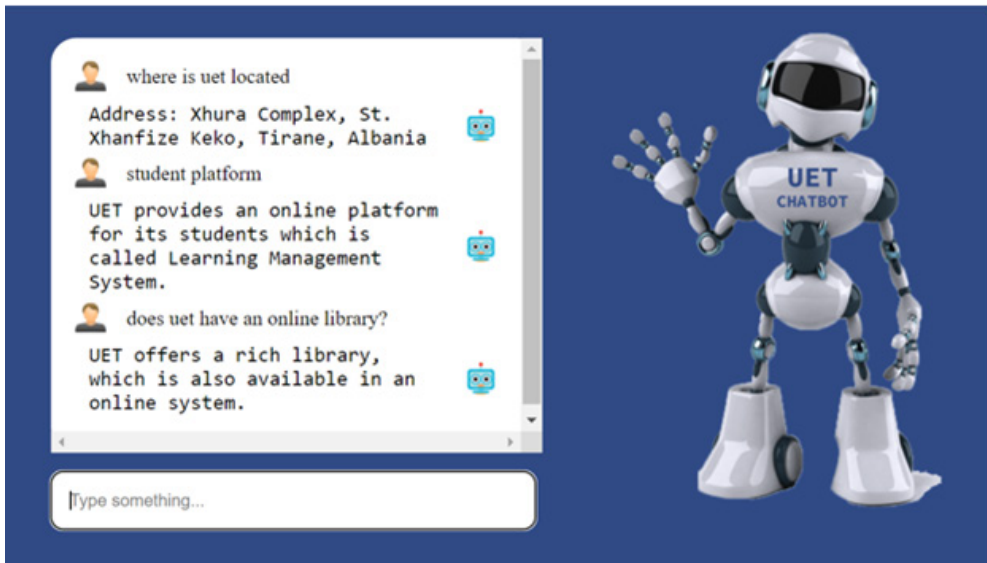 where is uet located
Address: Xhura Complex, St.
Xhanfize Keko, Tirane, Albania
student platform
UET provides an online platform
for its students which is
called Learning Management
System.
does uet have an online library?
UET offers a rich library,
which is also available in an
online system.
Type something...
UET
CHATBOT